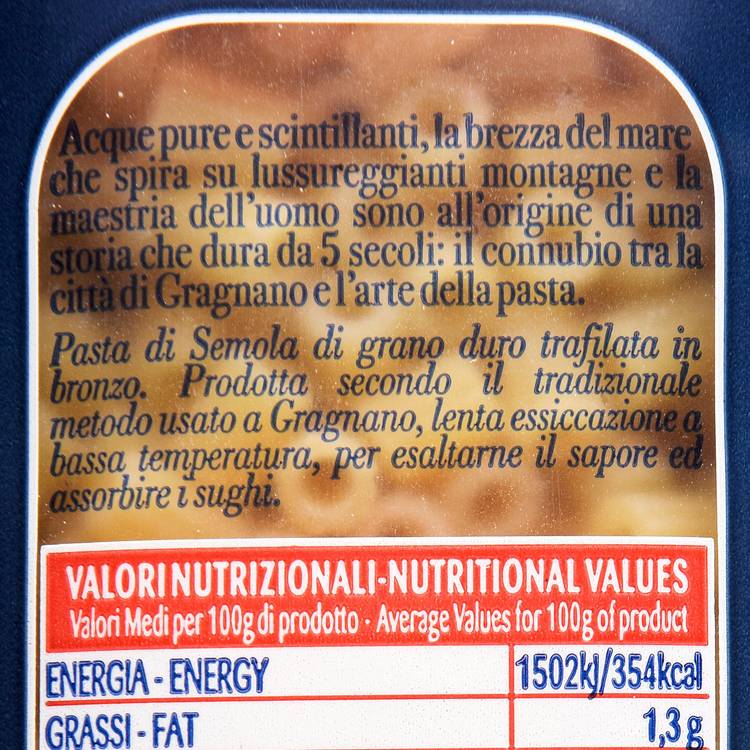 Acque pure e scintillanti, la brezza del mare
che spira su lussureggianti montagne e la
maestria dell'uomo sono all'origine di una
storia che dura da 5 secoli: il connubio tra la
città di Gragnano e l'arte della pasta.
Pasta di Semola di grano duro trafilata in
bronzo. Prodotta secondo il tradizionale
metodo usato a Gragnano, lenta essiccazione a
bassa temperatura, per esaltarne il sapore ed
assorbire i sughi.
VALORI NUTRIZIONALI-NUTRITIONAL VALUES
Valori Medi per 100g di prodotto · Average Values for 100g of product
ENERGIA - ENERGY 1502kJ/354kcal
GRASSI - FAT 1,3 g